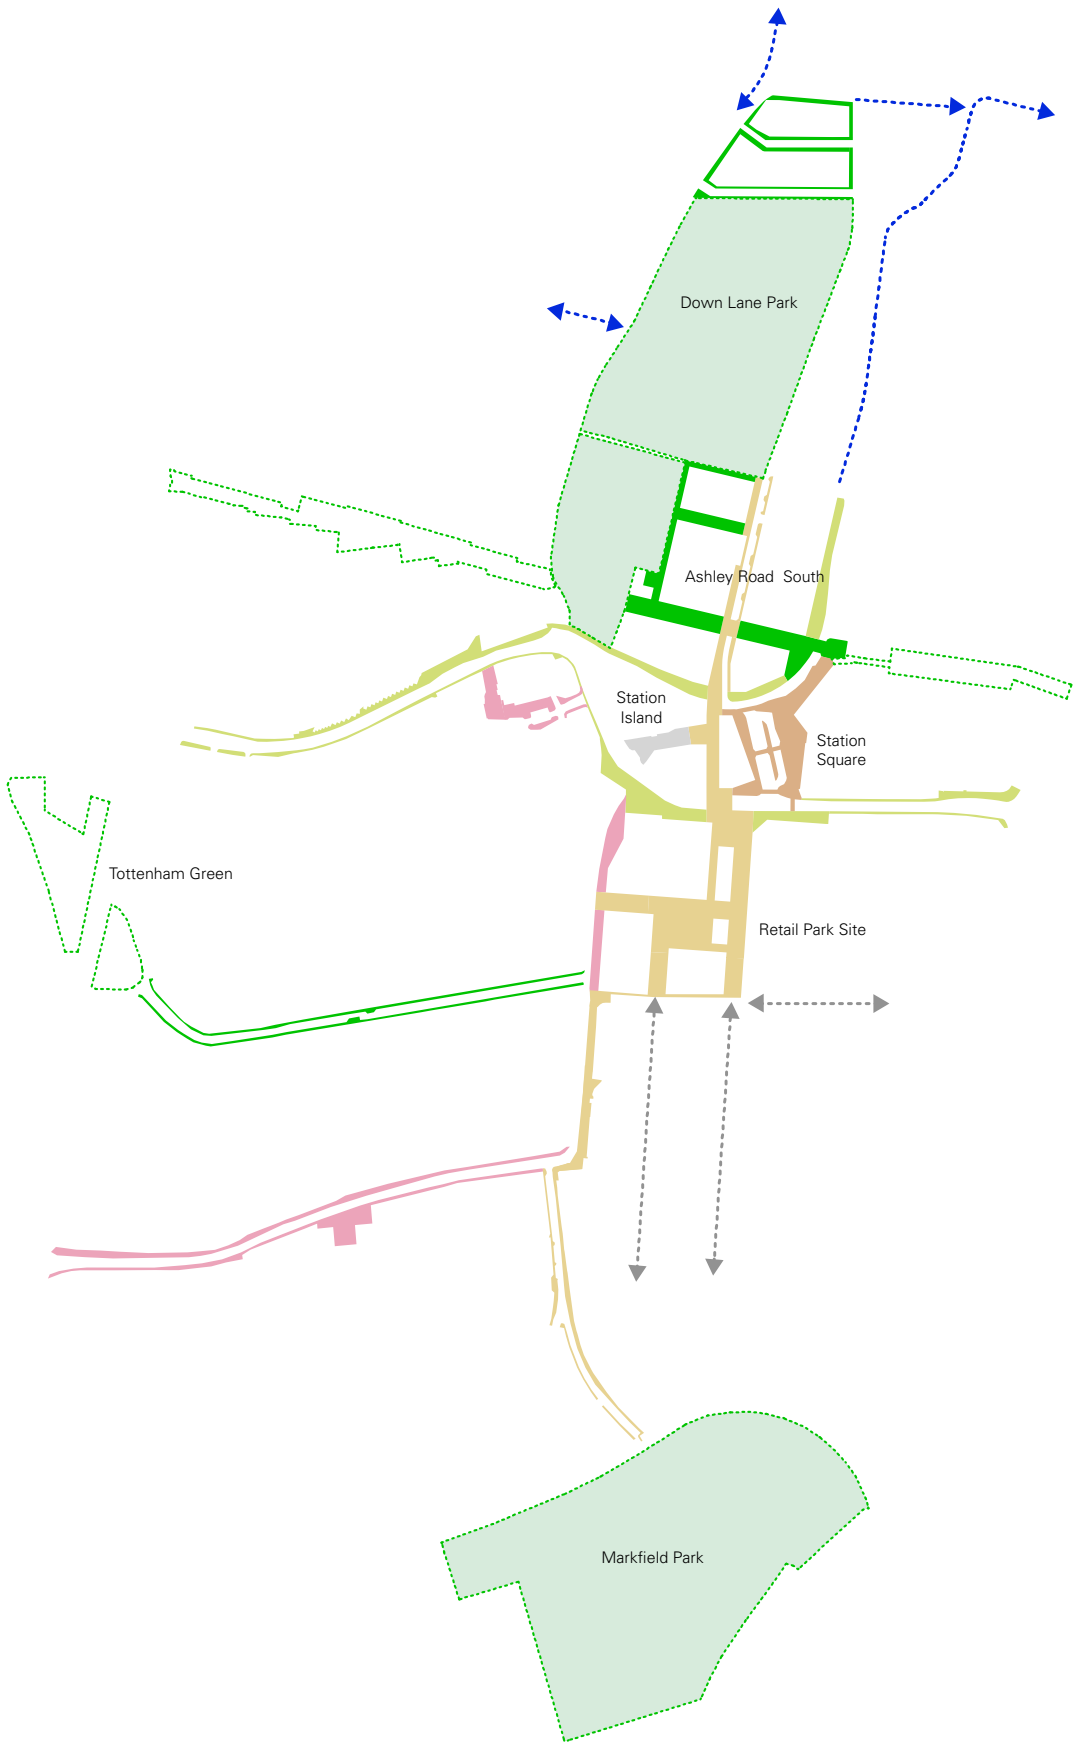 Down Lane Park
Ashley Road South
Station
Island
Station
Square
Tottenham Green
Retail Park Site
Markfield Park